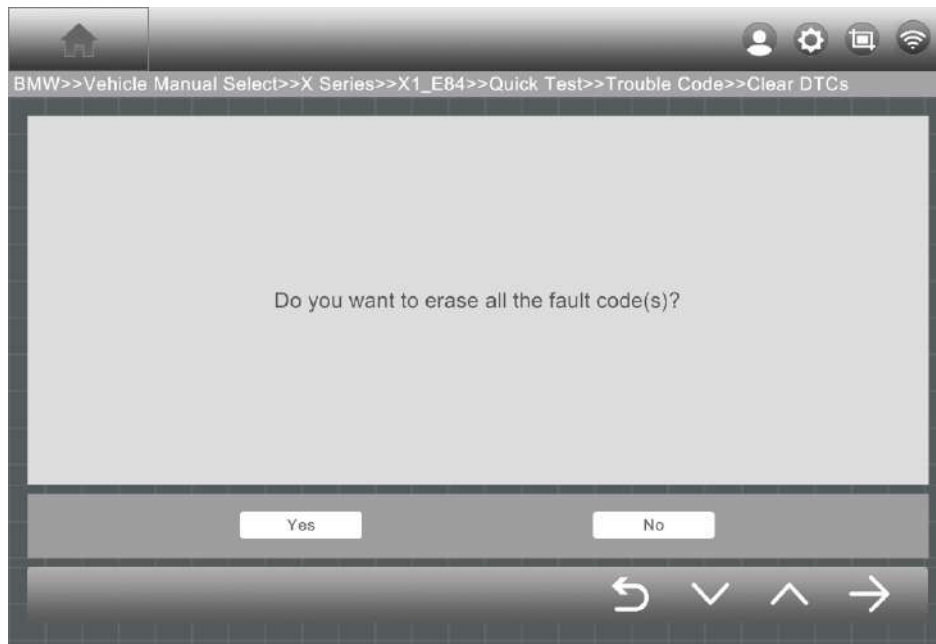 BMW>>Vehicle Manual Select>>X Series>>X1_E84>>Quick Test>>Trouble Code>>Clear DTCs
Do you want to erase all the fault code(s)?
Yes
No